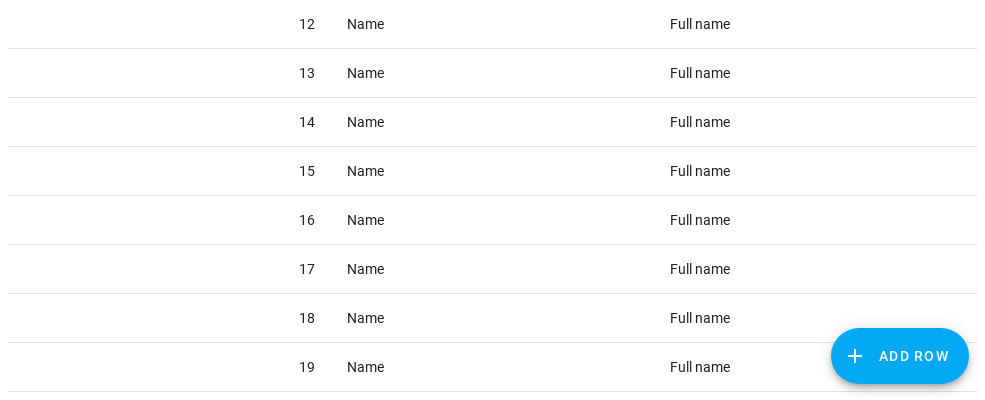 12 Name Full name
13 Name Full name
14 Name Full name
15 Name Full name
16 Name Full name
17 Name Full name
18 Name Full name
ADD ROW
19 Name Full name